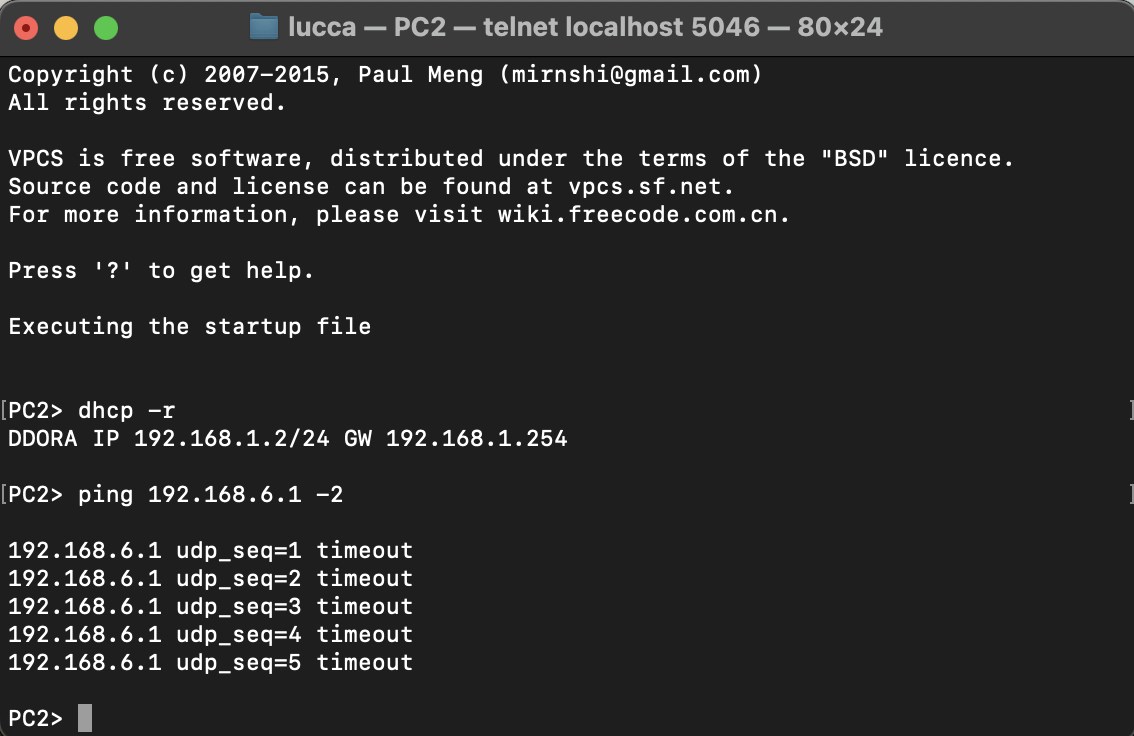 lucca — PC2 — telnet localhost 5046 — 80×24
Copyright (c) 2007-2015, Paul Meng (mirnshi@gmail.com)
All rights reserved.
VPCS is free software, distributed under the terms of the "BSD" licence.
Source code and license can be found at vpcs.sf.net.
For more information, please visit wiki.freecode.com.cn.
Press '?' to get help.
Executing the startup file
[PC2> dhcp -r ]
DDORA IP 192.168.1.2/24 GW 192.168.1.254
[PC2> ping 192.168.6.1 -2 ]
192.168.6.1 udp_seq=1 timeout
192.168.6.1 udp_seq=2 timeout
192.168.6.1 udp_seq=3 timeout
192.168.6.1 udp_seq=4 timeout
192.168.6.1 udp_seq=5 timeout
PC2>